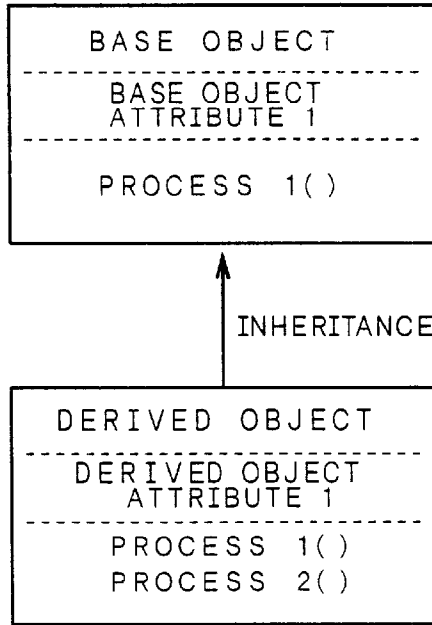 BASE OBJECT
BASE OBJECT
ATTRIBUTE 1
PROCESS 1()
INHERITANCE
DERIVED OBJECT
DERIVED OBJECT
ATTRIBUTE 1
PROCESS 1()
PROCESS 2()